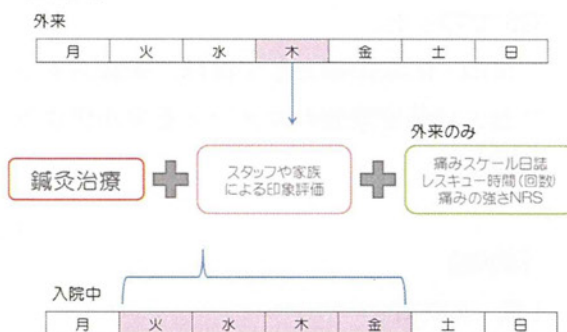 外来
月 火 水 木 金 土 日
外来のみ
鍼灸治療
スタッフや家族
による印象評価
痛みスケール日誌
レスキュー時間(回数)
痛みの強さNRS
入院中
月 火 水 木 金 土 日